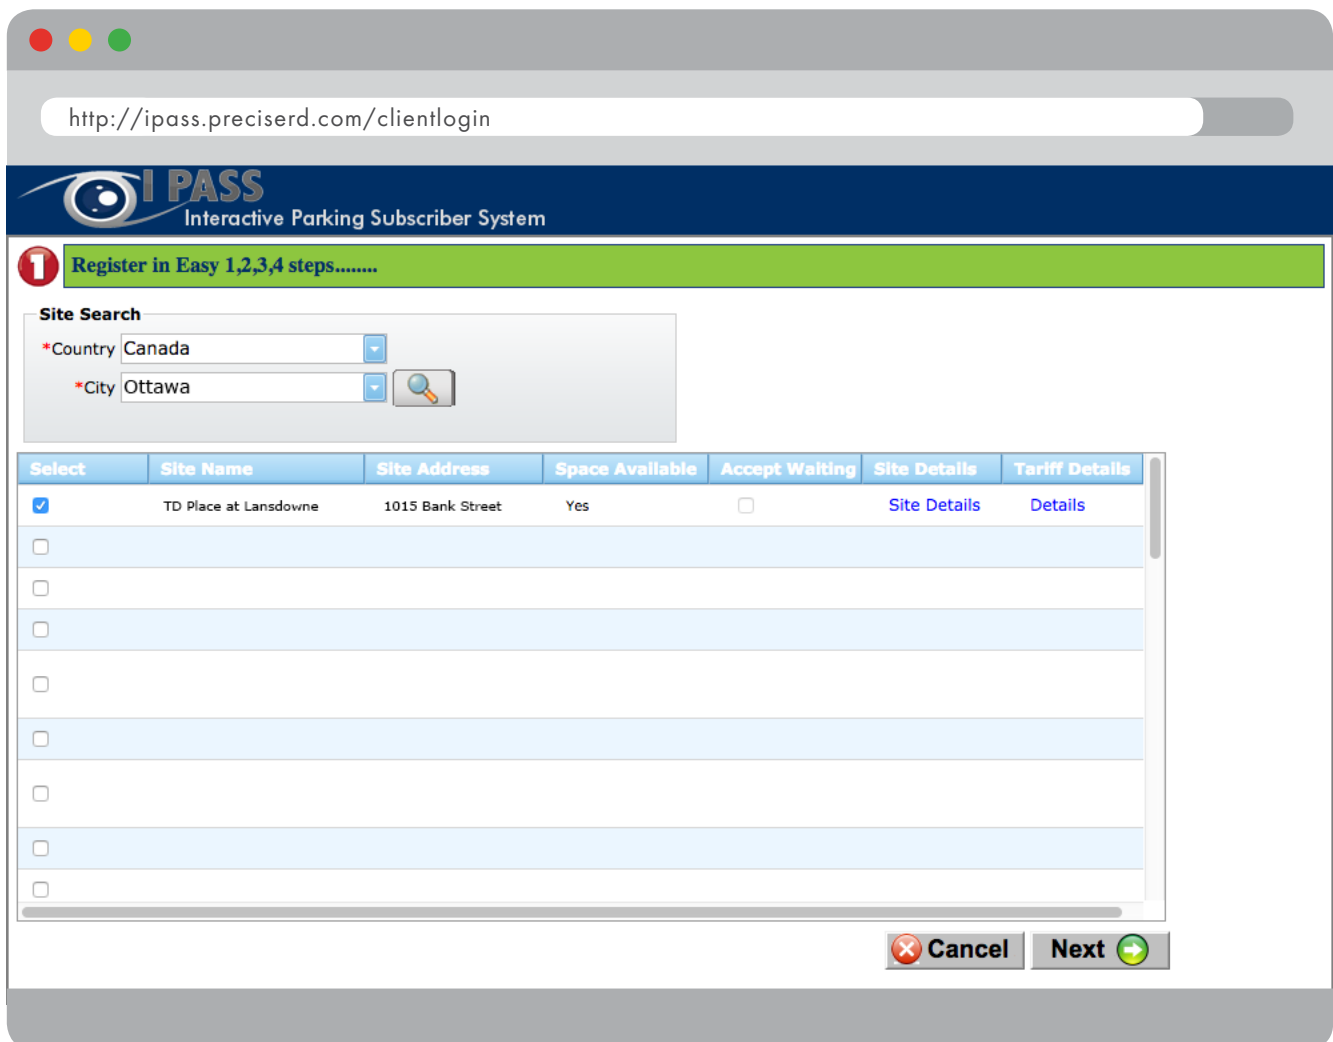 http://ipass.preciserd.com/clientlogin
I PASS
Interactive Parking Subscriber System
1 Register in Easy 1,2,3,4 steps........
Site Search
*Country Canada
*City Ottawa
Select Site Name Site Address Space Available Accept Waiting Site Details Tariff Details
TD Place at Lansdowne 1015 Bank Street Yes Site Details Details
Cancel Next